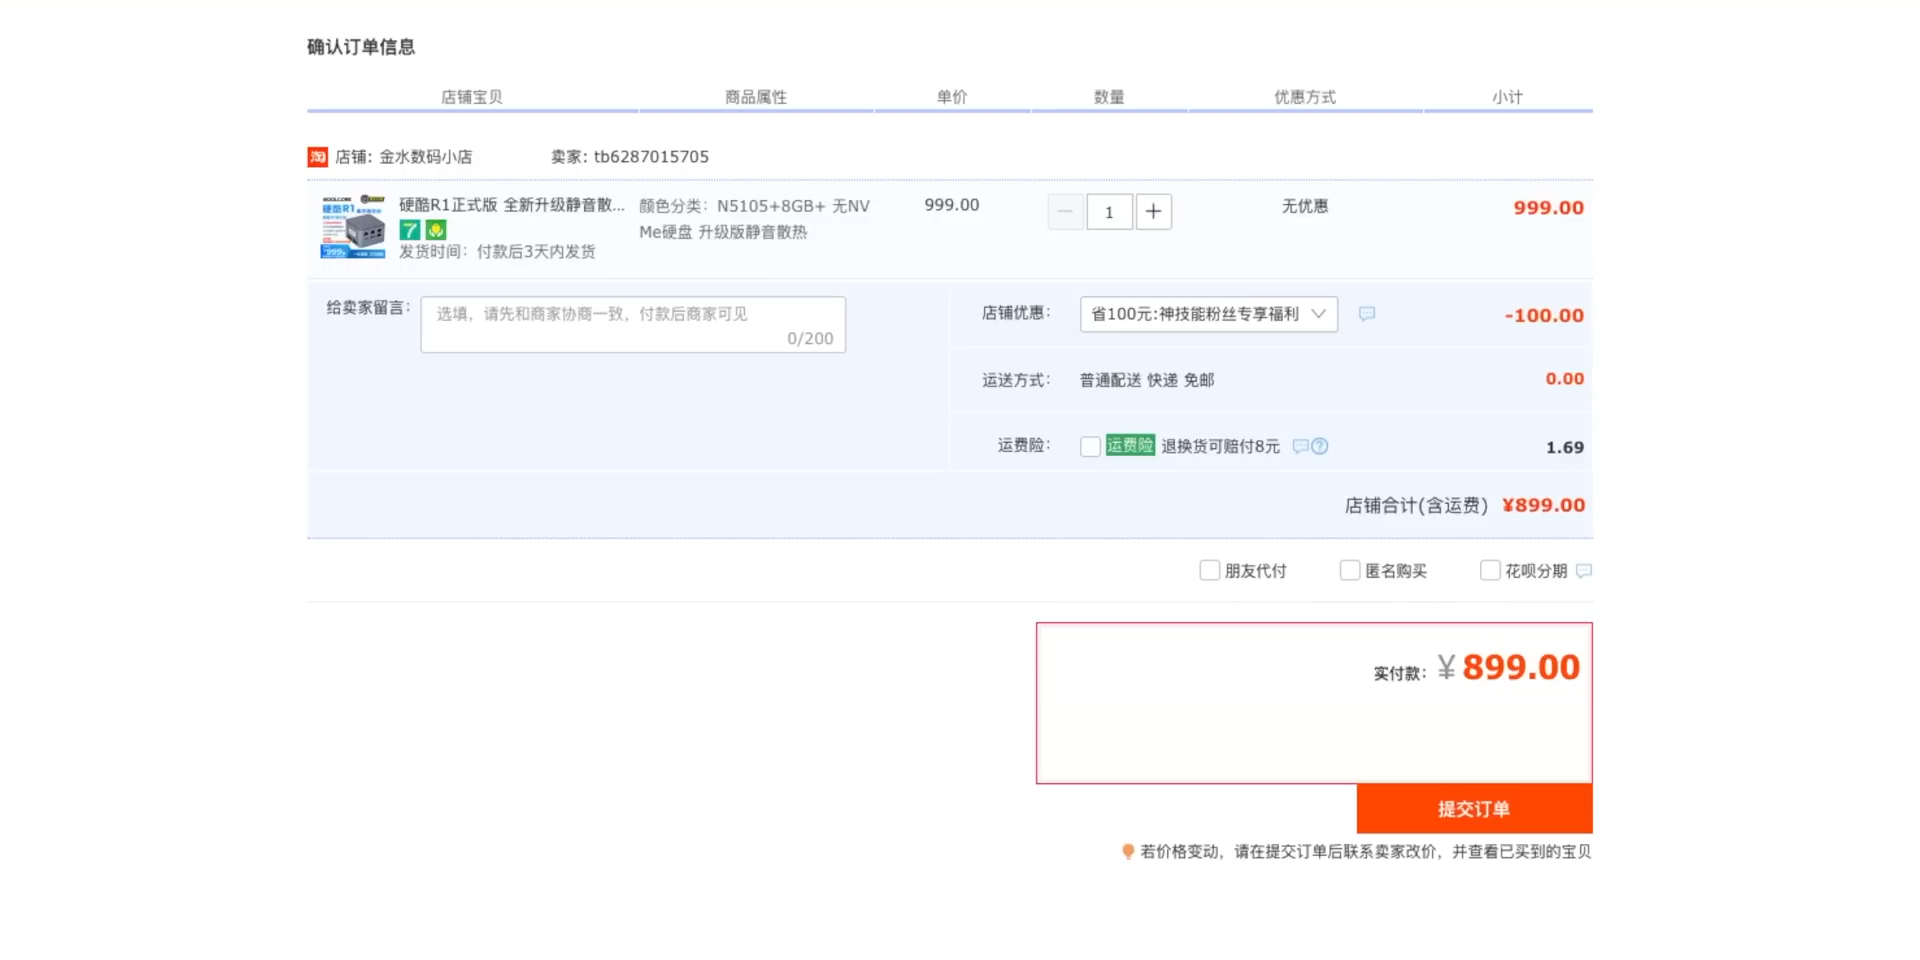 确认订单信息
店铺宝贝 商品属性 单价 数量 优惠方式 小计
淘 店铺: 金水数码小店 卖家: tb6287015705
硬酷R1
999
硬酷R1正式版 全新升级静音散... 颜色分类: N5105+8GB+ 无NV 999.00 1 无优惠 999.00
7
Me硬盘 升级版静音散热
发货时间: 付款后3天内发货
给卖家留言: 选填, 请先和商家协商一致, 付款后商家可见
0/200
店铺优惠: 省100元:神技能粉丝专享福利 -100.00
运送方式: 普通配送 快递 免邮 0.00
运费险: 运费险 退换货可赔付8元 ? 1.69
店铺合计(含运费) ¥899.00
朋友代付 匿名购买 花呗分期
实付款: ¥ 899.00
提交订单
若价格变动, 请在提交订单后联系卖家改价, 并查看已买到的宝贝